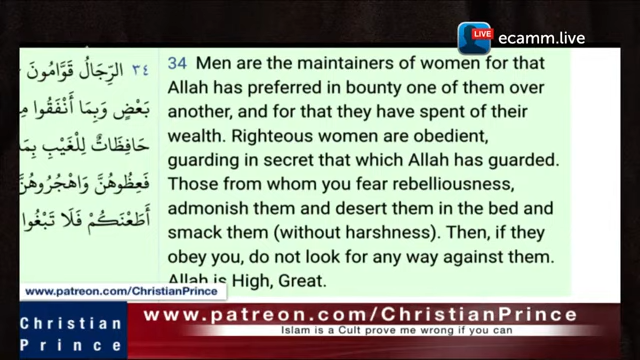 LIVE ecamm.live
٣٤ الرِّجَالُ قَوَّامُونَ
بَعْضٍ وَبِمَا أَنْفَقُوا مِ
حَافِظَاتٌ لِلْغَيْبِ بِمَ
فَعِظُوهُنَّ وَاهْجُرُوهُنَّ
أَطَعْنَكُمْ فَلَا تَبْغُوا
34 Men are the maintainers of women for that
Allah has preferred in bounty one of them over
another, and for that they have spent of their
wealth. Righteous women are obedient,
guarding in secret that which Allah has guarded.
Those from whom you fear rebelliousness,
admonish them and desert them in the bed and
smack them (without harshness). Then, if they
obey you, do not look for any way against them.
Allah is High, Great.
www.patreon.com/ChristianPrince
Christian
Prince
www.patreon.com/ChristianPrince
Islam is a Cult prove me wrong if you can